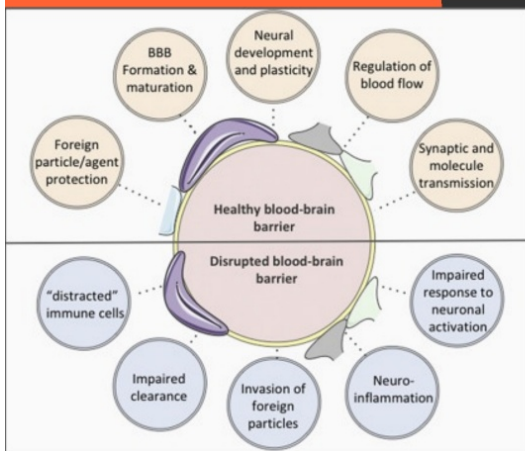 Neural
development
and plasticity
BBB
Formation &
maturation
Regulation of
blood flow
Foreign
particle/agent
protection
Synaptic and
molecule
transmission
Healthy blood-brain
barrier
Disrupted blood-brain
barrier
"distracted"
immune cells
Impaired
response to
neuronal
activation
Impaired
clearance
Invasion of
foreign
particles
Neuro-
inflammation